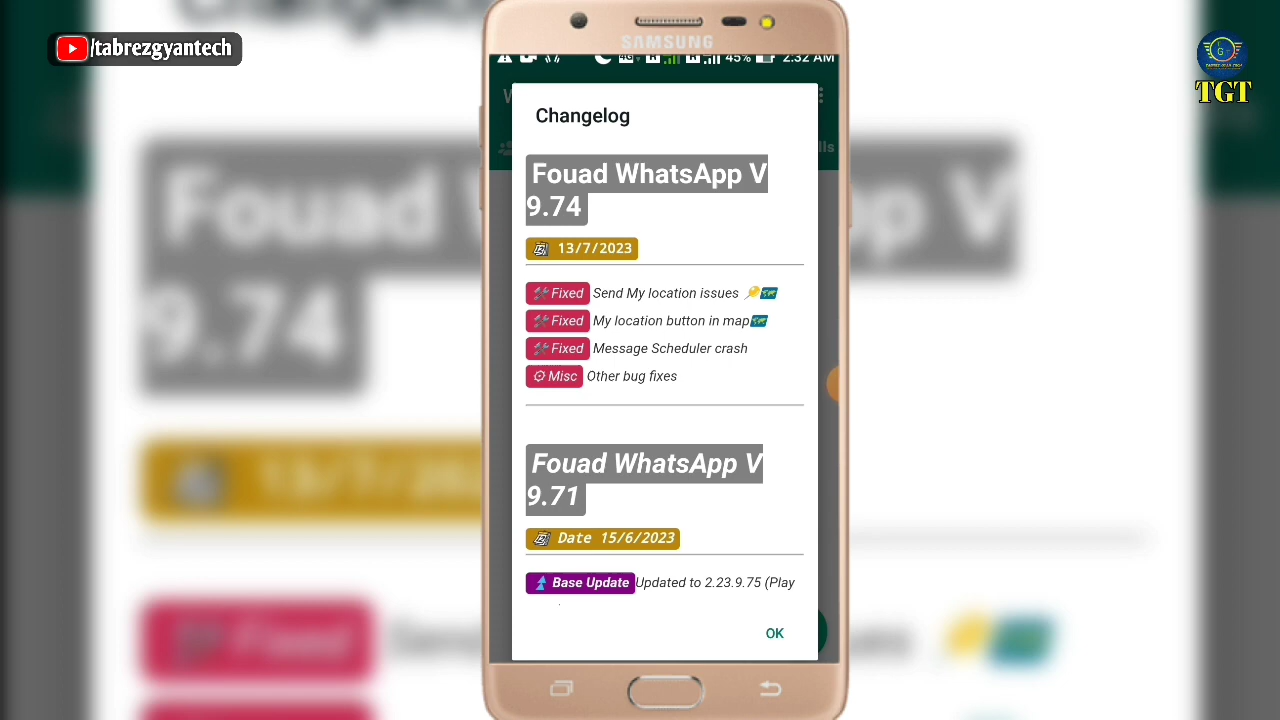 /tabrezgyantech
TGT
SAMSUNG
4G R R 45% 2:32 AM
Changelog
Fouad WhatsApp V
9.74
13/7/2023
Fixed Send My location issues
Fixed My location button in map
Fixed Message Scheduler crash
Misc Other bug fixes
Fouad WhatsApp V
9.71
Date 15/6/2023
Base Update Updated to 2.23.9.75 (Play
OK